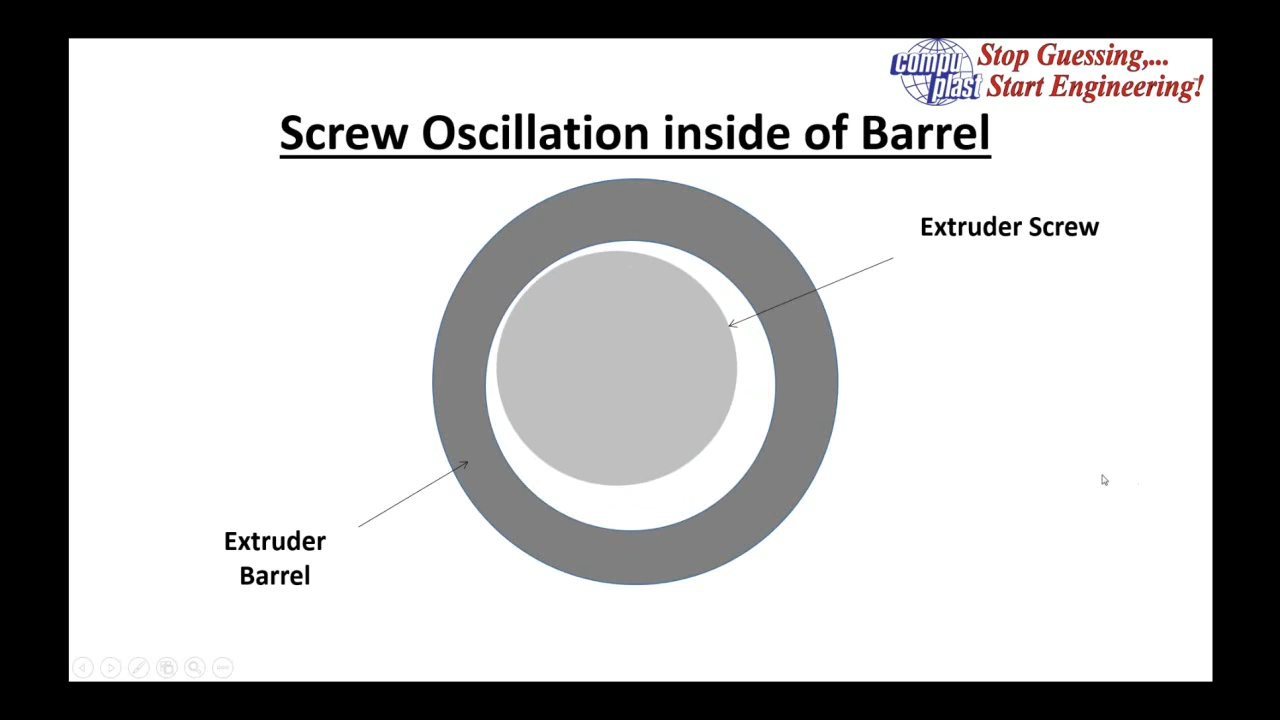 compu
plast
Stop Guessing,...
Start Engineering!
Screw Oscillation inside of Barrel
Extruder Screw
Extruder
Barrel